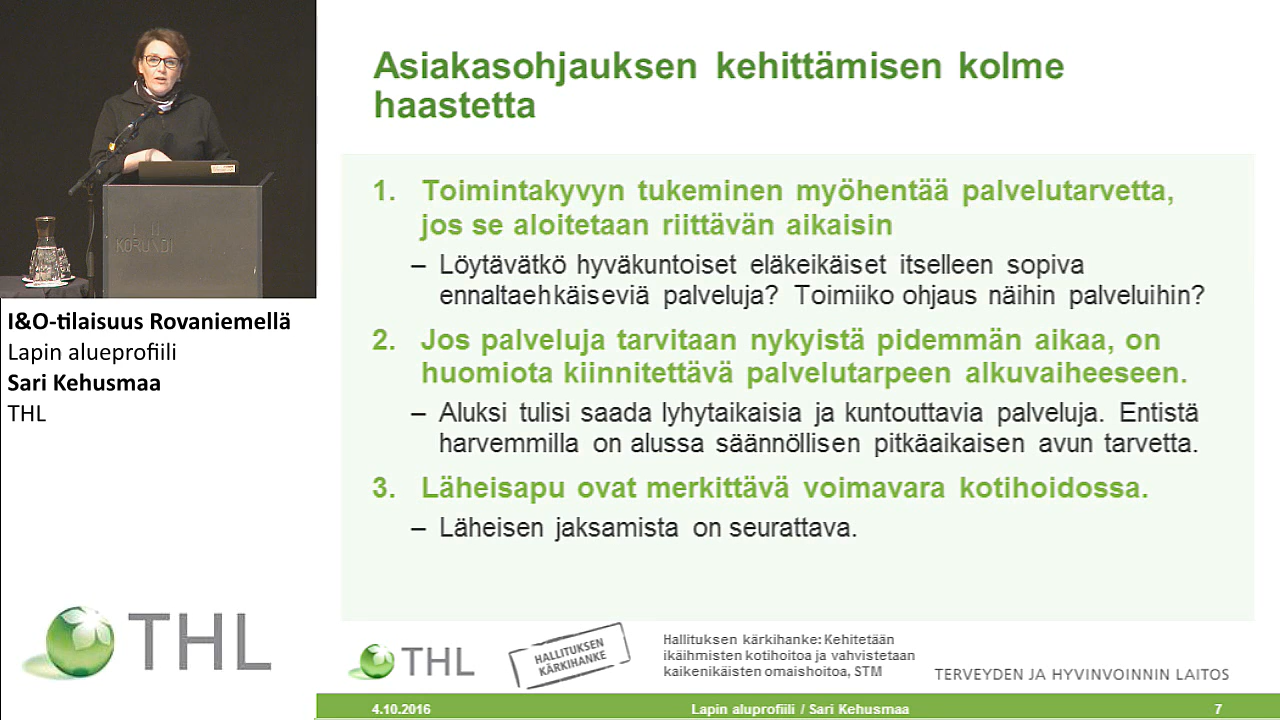 Asiakasohjauksen kehittämisen kolme
haastetta
1. Toimintakyvyn tukeminen myöhentää palvelutarvetta,
jos se aloitetaan riittävän aikaisin
– Löytävätkö hyväkuntoiset eläkeikäiset itselleen sopiva
ennaltaehkäiseviä palveluja? Toimiiko ohjaus näihin palveluihin?
2. Jos palveluja tarvitaan nykyistä pidemmän aikaa, on
huomiota kiinnitettävä palvelutarpeen alkuvaiheeseen.
– Aluksi tulisi saada lyhytaikaisia ja kuntouttavia palveluja. Entistä
harvemmilla on alussa säännöllisen pitkäaikaisen avun tarvetta.
3. Läheisapu ovat merkittävä voimavara kotihoidossa.
– Läheisen jaksamista on seurattava.
KORUNDI
I&O-tilaisuus Rovaniemellä
Lapin alueprofiili
Sari Kehusmaa
THL
THL
THL
HALLITUKSEN
KÄRKIHANKE
Hallituksen kärkihanke: Kehitetään
ikäihmisten kotihoitoa ja vahvistetaan
kaikenikäisten omaishoitoa, STM
TERVEYDEN JA HYVINVOINNIN LAITOS
4.10.2016
Lapin aluprofiili / Sari Kehusmaa
7